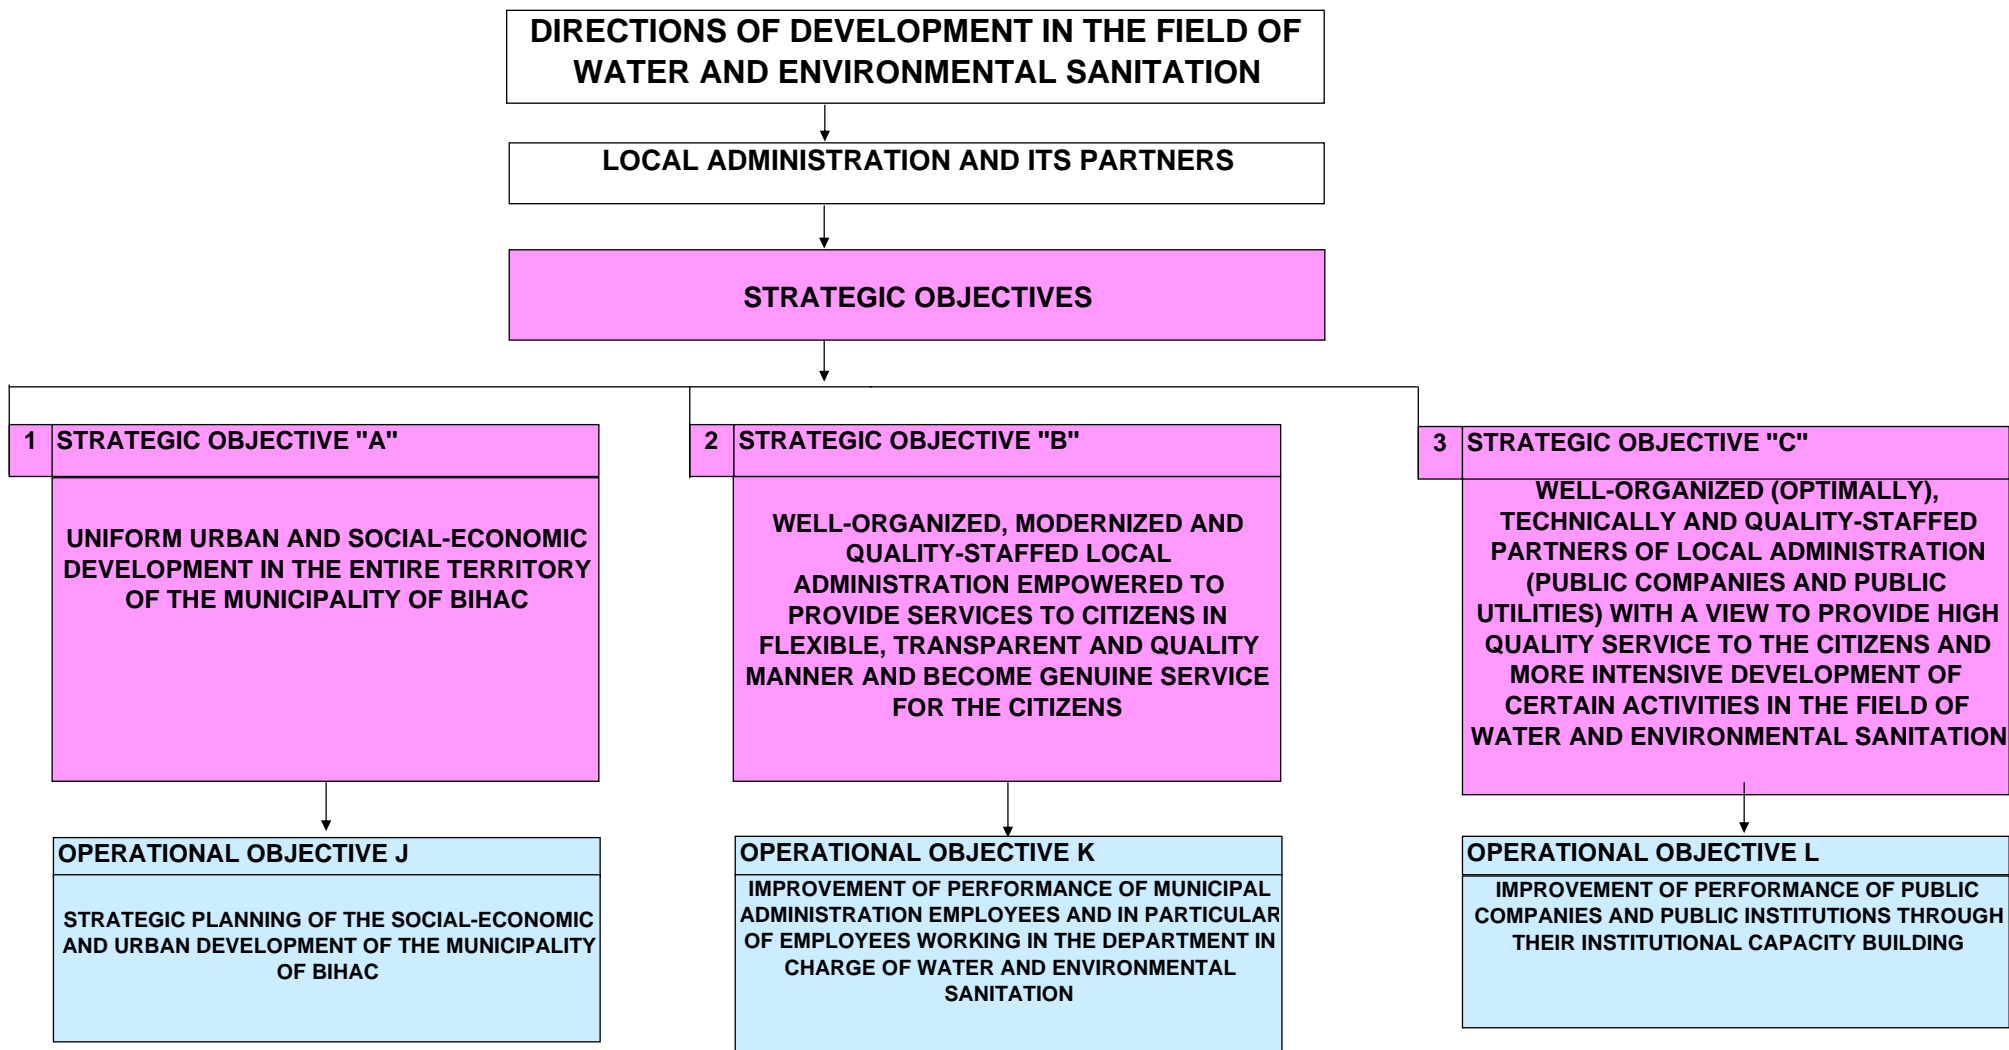 DIRECTIONS OF DEVELOPMENT IN THE FIELD OF
WATER AND ENVIRONMENTAL SANITATION
LOCAL ADMINISTRATION AND ITS PARTNERS
STRATEGIC OBJECTIVES
1 STRATEGIC OBJECTIVE "A"
UNIFORM URBAN AND SOCIAL-ECONOMIC
DEVELOPMENT IN THE ENTIRE TERRITORY
OF THE MUNICIPALITY OF BIHAC
2 STRATEGIC OBJECTIVE "B"
WELL-ORGANIZED, MODERNIZED AND
QUALITY-STAFFED LOCAL
ADMINISTRATION EMPOWERED TO
PROVIDE SERVICES TO CITIZENS IN
FLEXIBLE, TRANSPARENT AND QUALITY
MANNER AND BECOME GENUINE SERVICE
FOR THE CITIZENS
3 STRATEGIC OBJECTIVE "C"
WELL-ORGANIZED (OPTIMALLY),
TECHNICALLY AND QUALITY-STAFFED
PARTNERS OF LOCAL ADMINISTRATION
(PUBLIC COMPANIES AND PUBLIC
UTILITIES) WITH A VIEW TO PROVIDE HIGH
QUALITY SERVICE TO THE CITIZENS AND
MORE INTENSIVE DEVELOPMENT OF
CERTAIN ACTIVITIES IN THE FIELD OF
WATER AND ENVIRONMENTAL SANITATION
OPERATIONAL OBJECTIVE J
STRATEGIC PLANNING OF THE SOCIAL-ECONOMIC
AND URBAN DEVELOPMENT OF THE MUNICIPALITY
OF BIHAC
OPERATIONAL OBJECTIVE K
IMPROVEMENT OF PERFORMANCE OF MUNICIPAL
ADMINISTRATION EMPLOYEES AND IN PARTICULAR
OF EMPLOYEES WORKING IN THE DEPARTMENT IN
CHARGE OF WATER AND ENVIRONMENTAL
SANITATION
OPERATIONAL OBJECTIVE L
IMPROVEMENT OF PERFORMANCE OF PUBLIC
COMPANIES AND PUBLIC INSTITUTIONS THROUGH
THEIR INSTITUTIONAL CAPACITY BUILDING